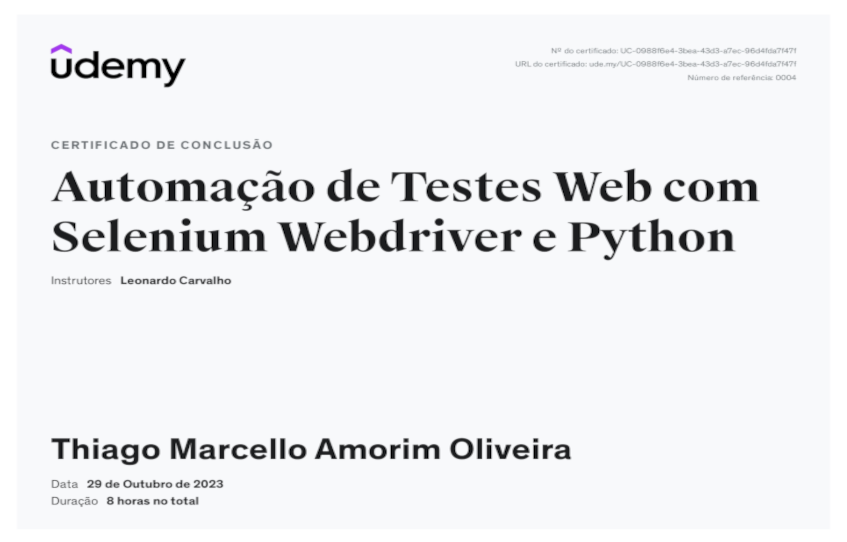 udemy
Nº do certificado: UC-0988f6e4-3bea-43d3-a7ec-96d4fda7f47f
URL do certificado: ude.my/UC-0988f6e4-3bea-43d3-a7ec-96d4fda7f47f
Número de referência: 0004
CERTIFICADO DE CONCLUSÃO
Automação de Testes Web com
Selenium Webdriver e Python
Instrutores Leonardo Carvalho
Thiago Marcello Amorim Oliveira
Data 29 de Outubro de 2023
Duração 8 horas no total